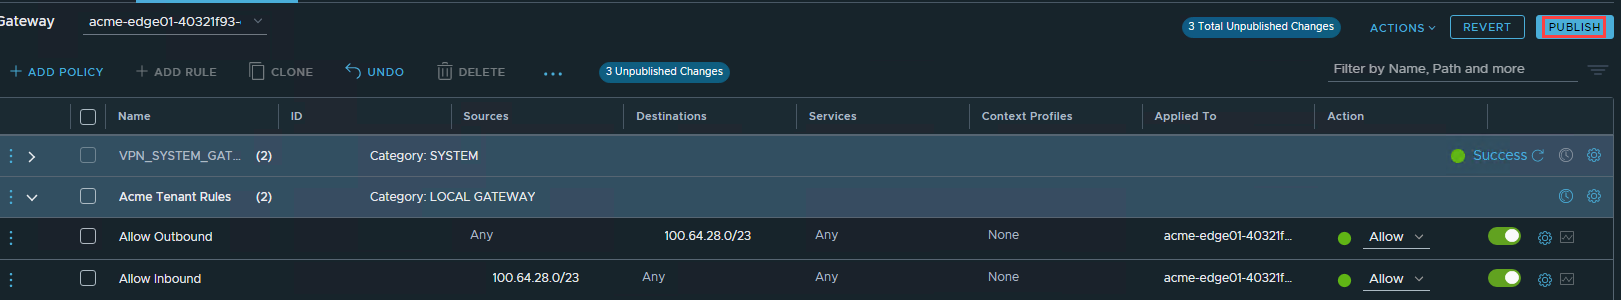 Gateway acme-edge01-40321f93- 3 Total Unpublished Changes ACTIONS REVERT PUBLISH
+ ADD POLICY + ADD RULE CLONE UNDO DELETE ... 3 Unpublished Changes Filter by Name, Path and more
Name ID Sources Destinations Services Context Profiles Applied To Action
VPN_SYSTEM_GAT... (2) Category: SYSTEM Success
Acme Tenant Rules (2) Category: LOCAL GATEWAY
Allow Outbound Any 100.64.28.0/23 Any None acme-edge01-40321f... Allow
Allow Inbound 100.64.28.0/23 Any Any None acme-edge01-40321f... Allow